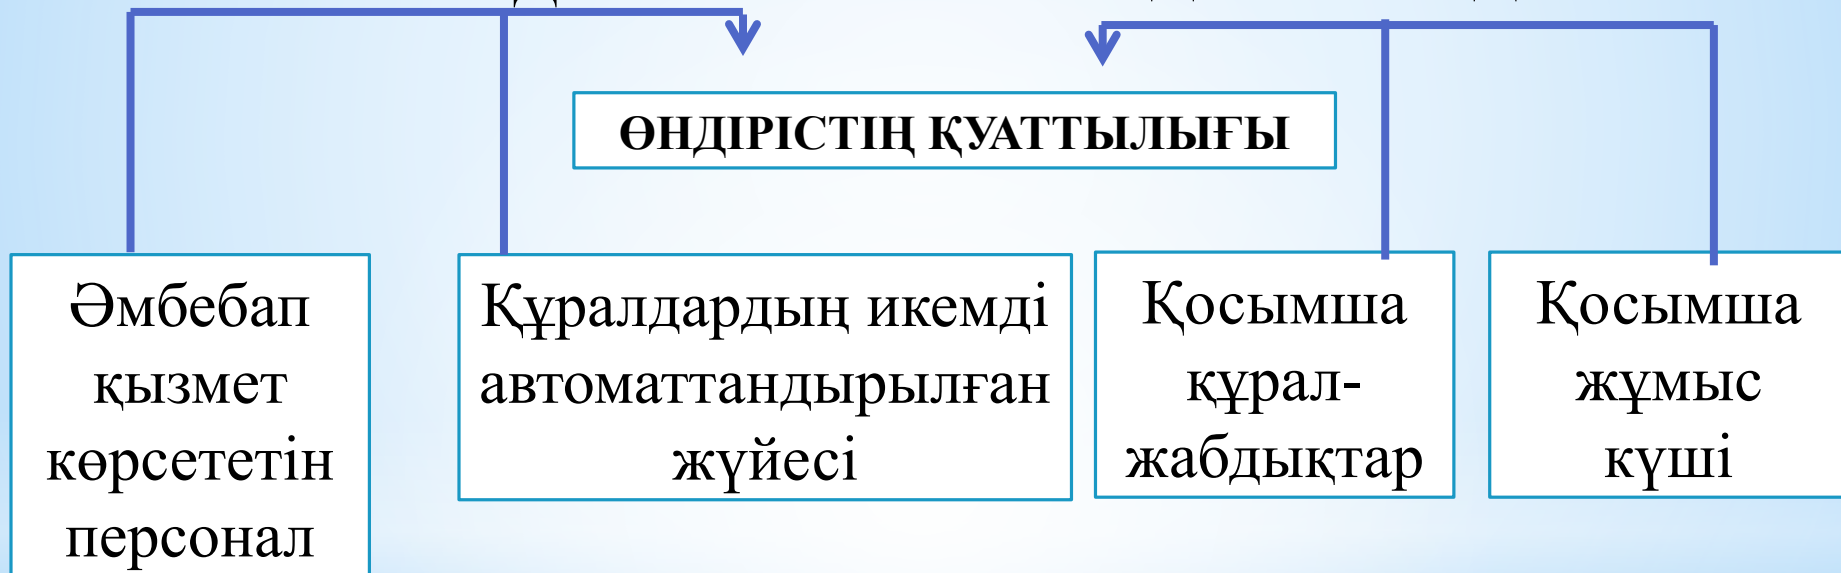 ӨНДІРІСТІҢ ҚУАТТЫЛЫҒЫ
Әмбебап
қызмет
көрсететін
персонал
Құралдардың икемді
автоматтандырылған
жүйесі
Қосымша
құрал-
жабдықтар
Қосымша
жұмыс
күші